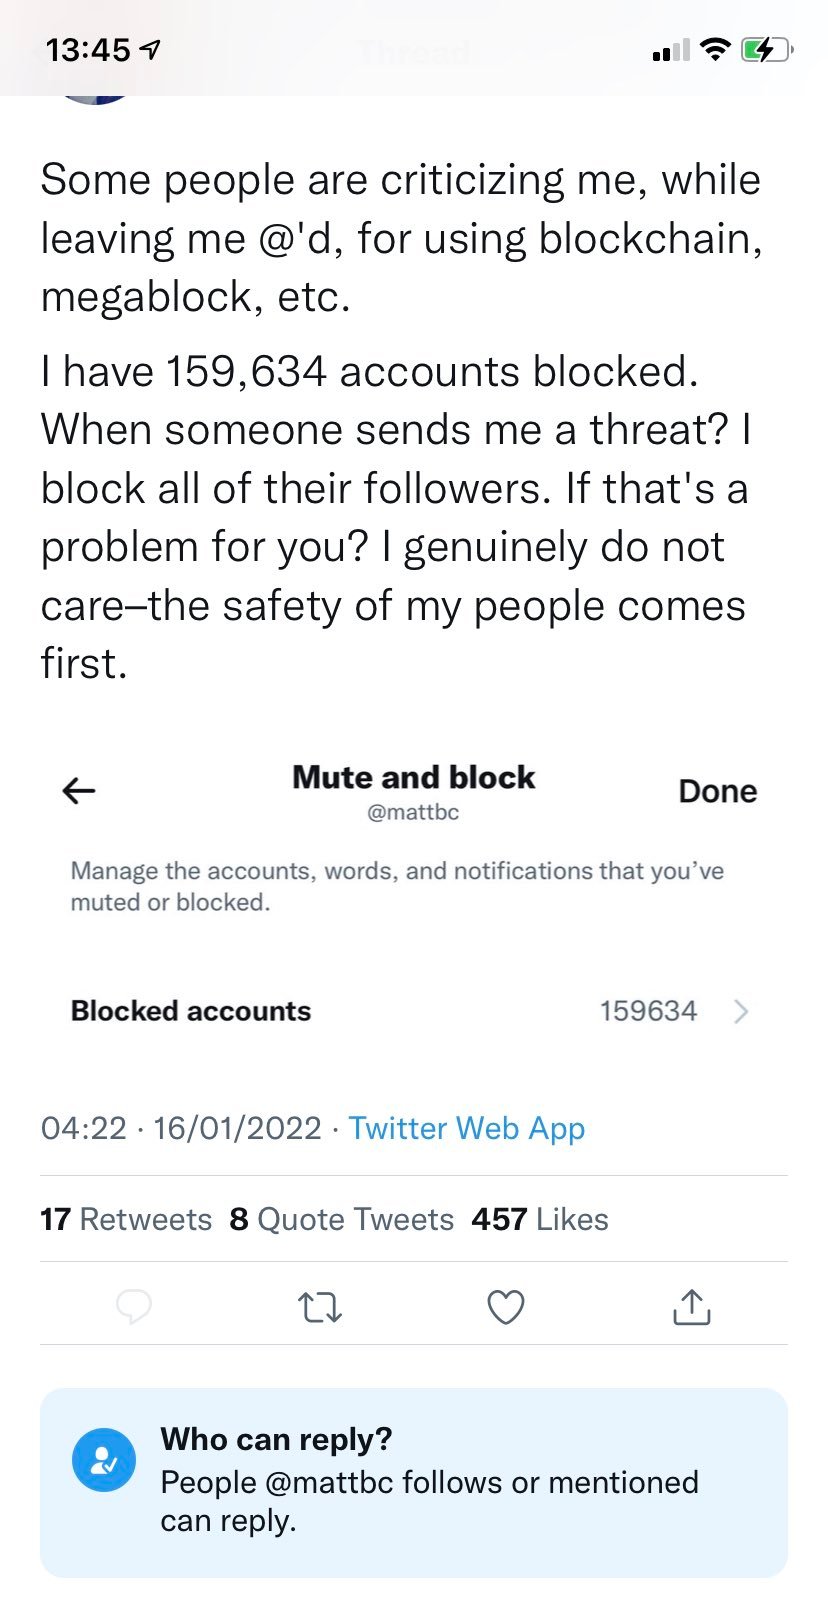 13:45
Thread
Some people are criticizing me, while
leaving me @'d, for using blockchain,
megablock, etc.
I have 159,634 accounts blocked.
When someone sends me a threat? I
block all of their followers. If that's a
problem for you? I genuinely do not
care–the safety of my people comes
first.
Mute and block
Done
@mattbc
Manage the accounts, words, and notifications that you've
muted or blocked.
Blocked accounts 159634
04:22 · 16/01/2022 · Twitter Web App
17 Retweets 8 Quote Tweets 457 Likes
Who can reply?
People @mattbc follows or mentioned
can reply.